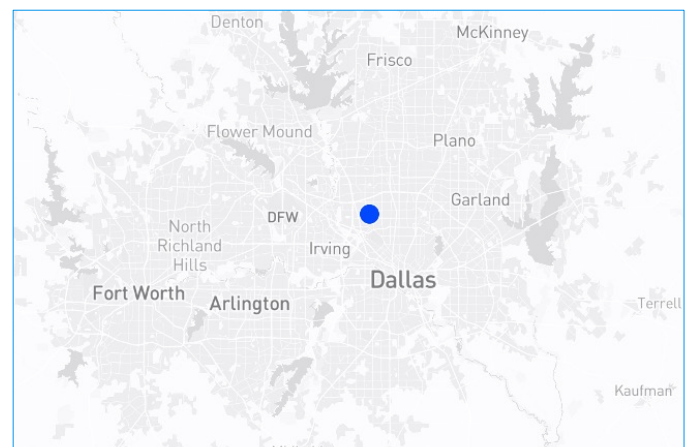 Denton
McKinney
Frisco
Flower Mound
Plano
Garland
DFW
North
Richland
Hills
Irving
Dallas
Fort Worth
Arlington
Terrell
Kaufman